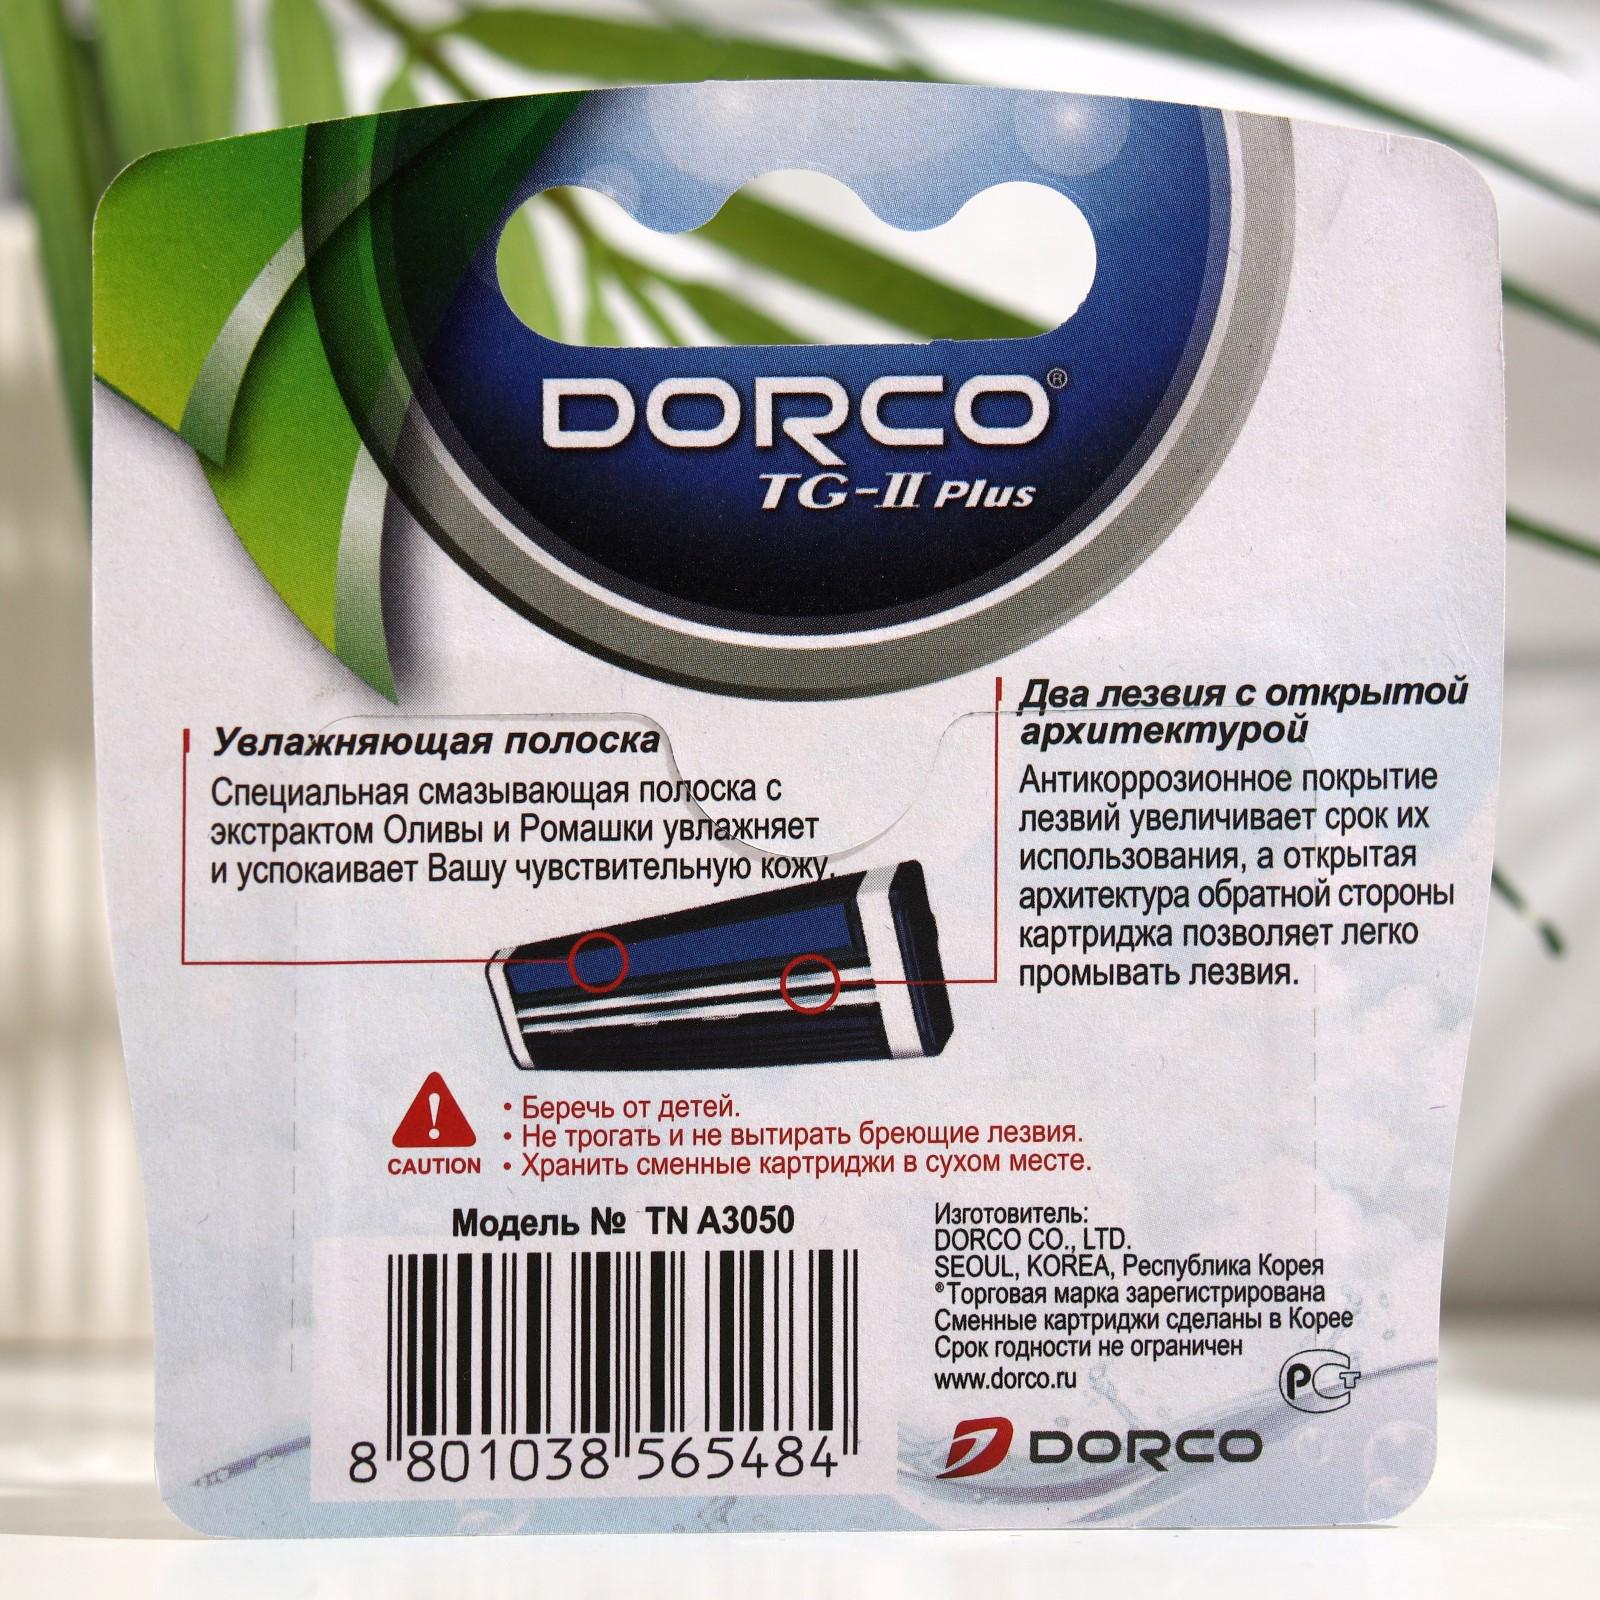 DORCO®
TG-II Plus
Увлажняющая полоска
Специальная смазывающая полоска с
экстрактом Оливы и Ромашки увлажняет
и успокаивает Вашу чувствительную кожу.
Два лезвия с открытой
архитектурой
Антикоррозионное покрытие
лезвий увеличивает срок их
использования, а открытая
архитектура обратной стороны
картриджа позволяет легко
промывать лезвия.
CAUTION
• Беречь от детей.
• Не трогать и не вытирать бреющие лезвия.
• Хранить сменные картриджи в сухом месте.
Модель № TN A3050
8 801038 565484
Изготовитель:
DORCO CO., LTD.
SEOUL, KOREA, Республика Корея
®Торговая марка зарегистрирована
Сменные картриджи сделаны в Корее
Срок годности не ограничен
www.dorco.ru
РСТ
DORCO